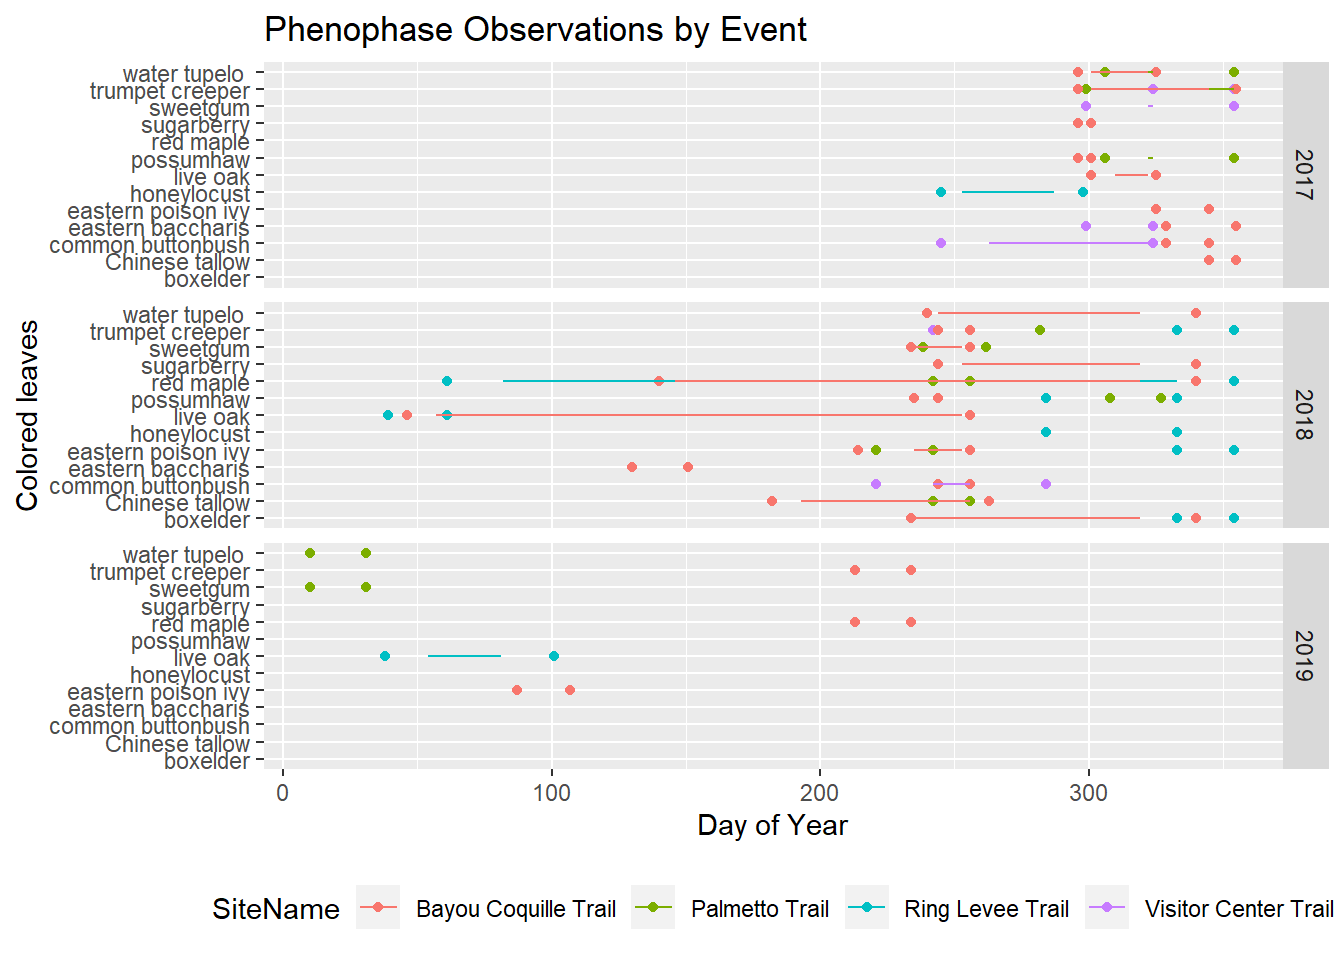 Phenophase Observations by Event
Colored leaves
water tupelo
trumpet creeper
sweetgum
sugarberry
red maple
possumhaw
live oak
honeylocust
eastern poison ivy
eastern baccharis
common buttonbush
Chinese tallow
boxelder
2017
water tupelo
trumpet creeper
sweetgum
sugarberry
red maple
possumhaw
live oak
honeylocust
eastern poison ivy
eastern baccharis
common buttonbush
Chinese tallow
boxelder
2018
water tupelo
trumpet creeper
sweetgum
sugarberry
red maple
possumhaw
live oak
honeylocust
eastern poison ivy
eastern baccharis
common buttonbush
Chinese tallow
boxelder
2019
0 100 200 300
Day of Year
SiteName Bayou Coquille Trail Palmetto Trail Ring Levee Trail Visitor Center Trail